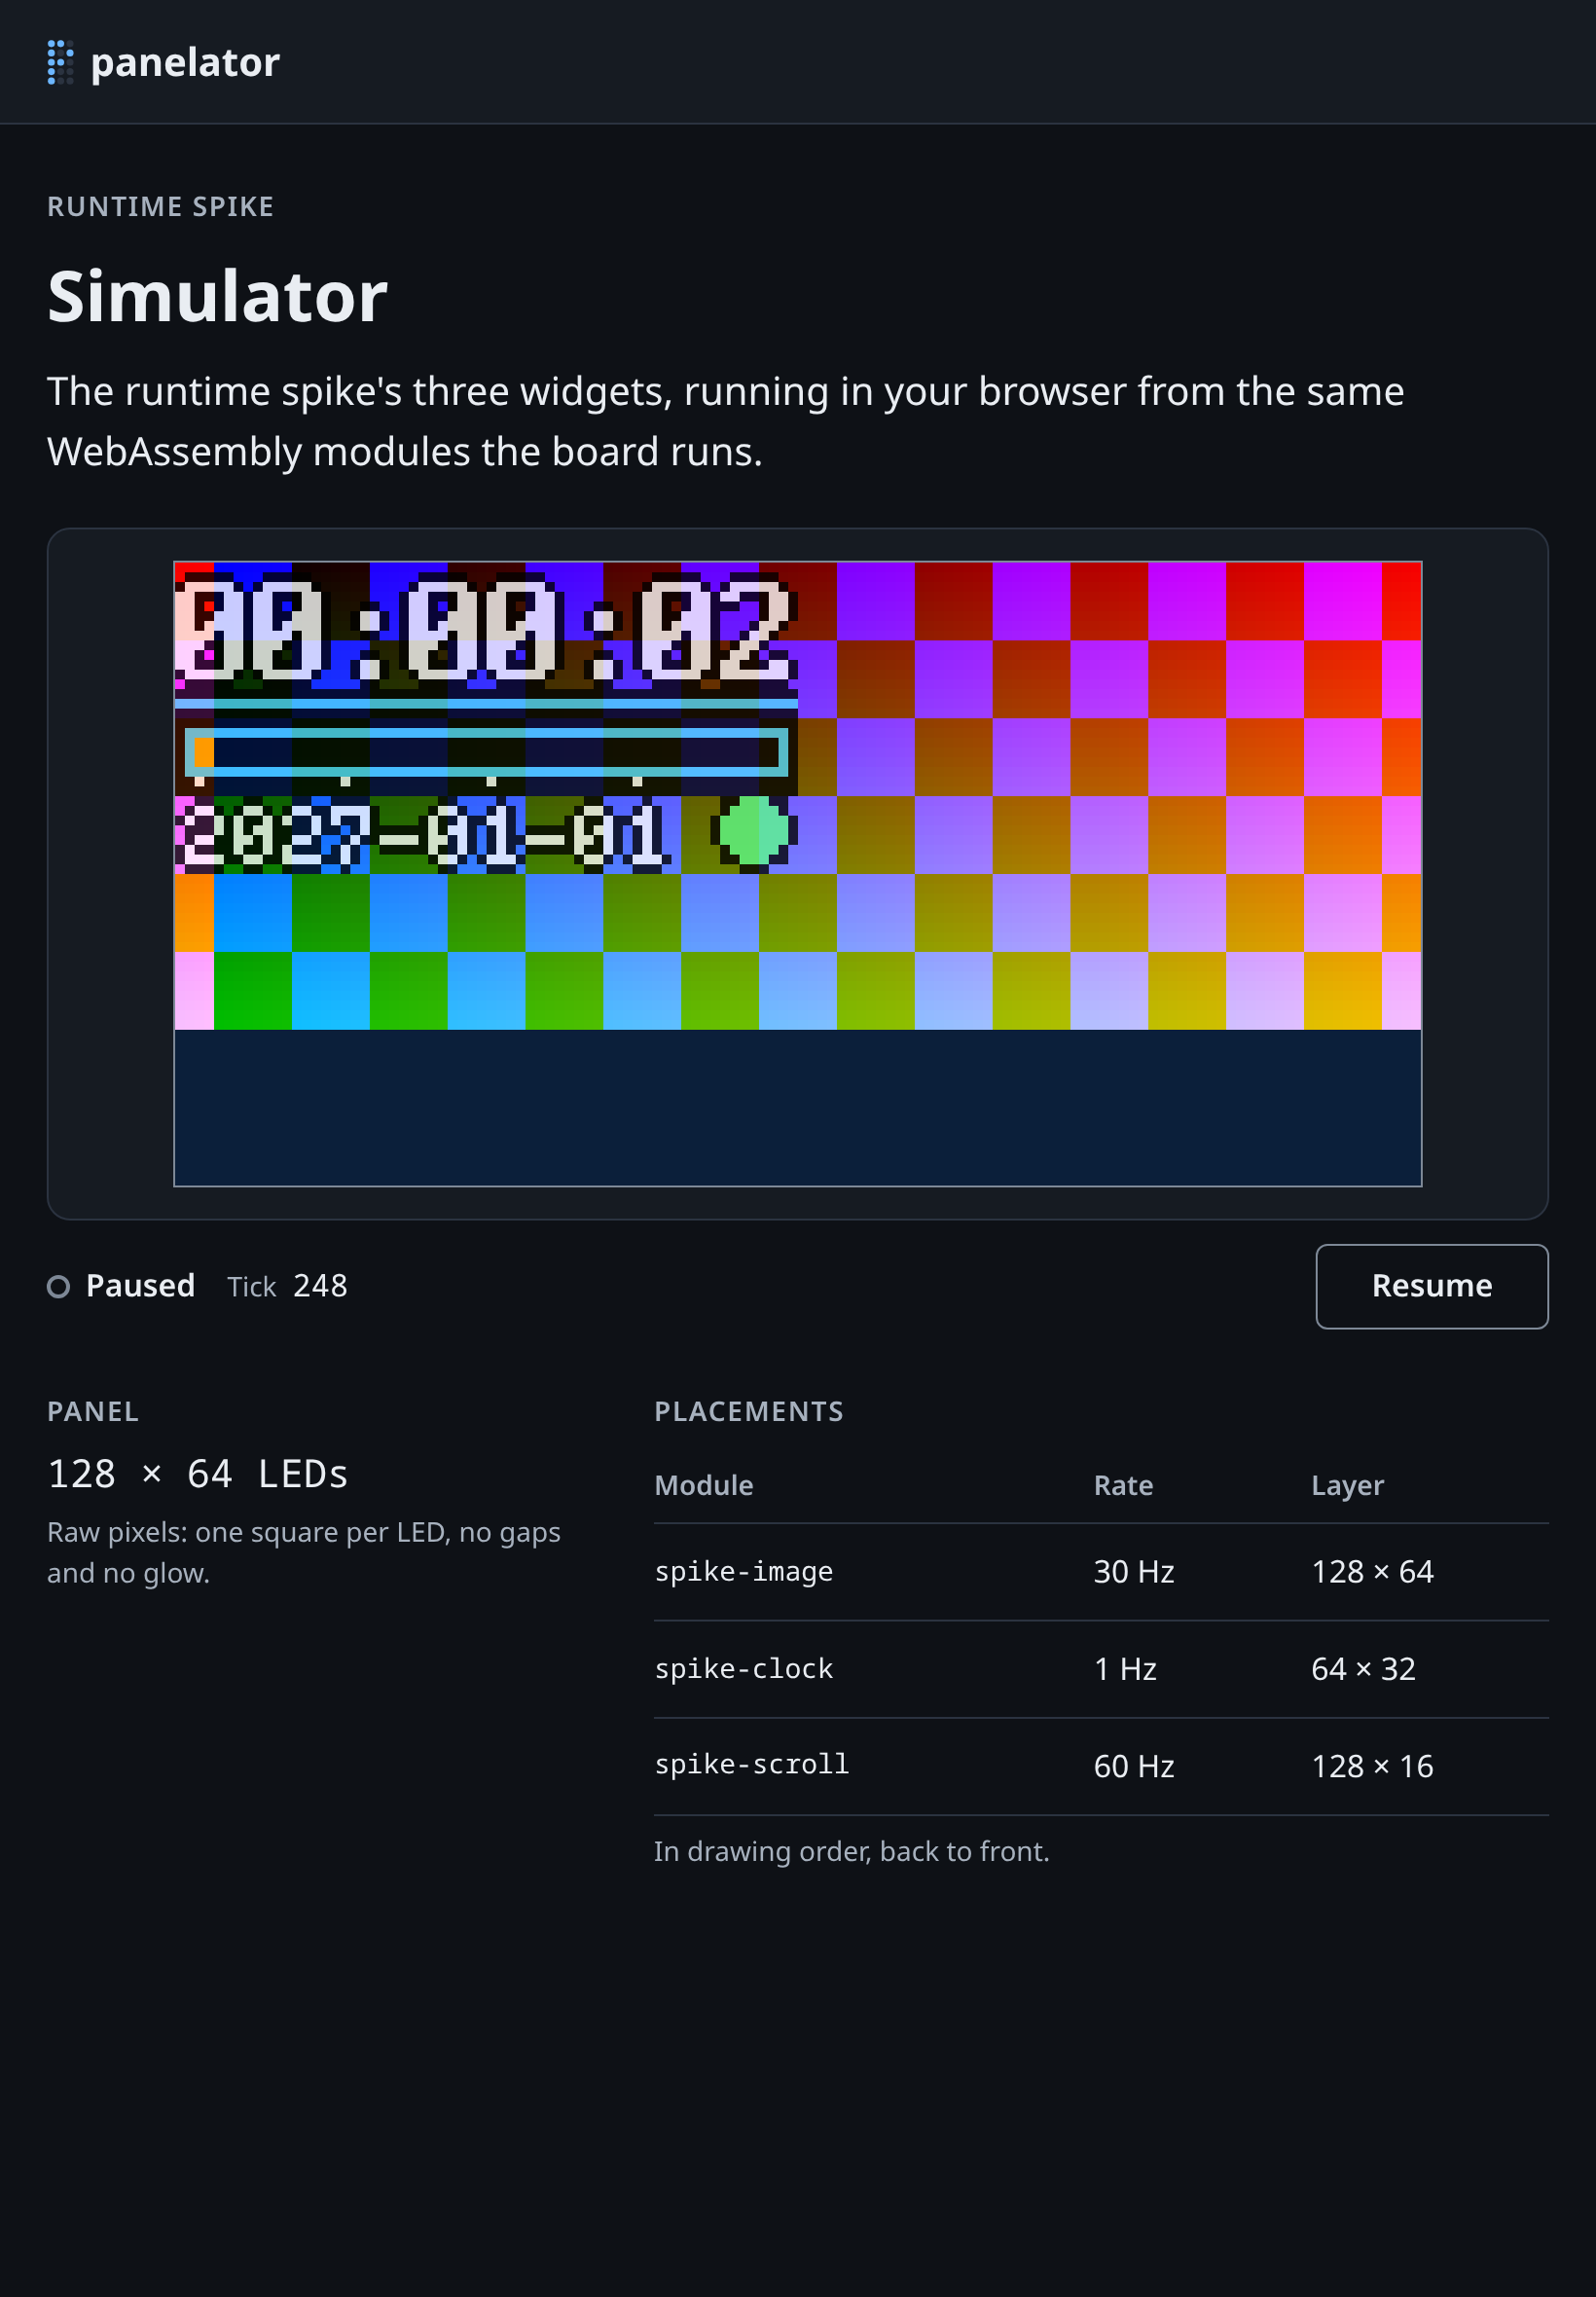 panelator
RUNTIME SPIKE
Simulator
The runtime spike's three widgets, running in your browser from the same
WebAssembly modules the board runs.
00:00:02
2027-01-01
Paused Tick 248
Resume
PANEL
128 × 64 LEDs
Raw pixels: one square per LED, no gaps
and no glow.
PLACEMENTS
Module Rate Layer
spike-image 30 Hz 128 × 64
spike-clock 1 Hz 64 × 32
spike-scroll 60 Hz 128 × 16
In drawing order, back to front.